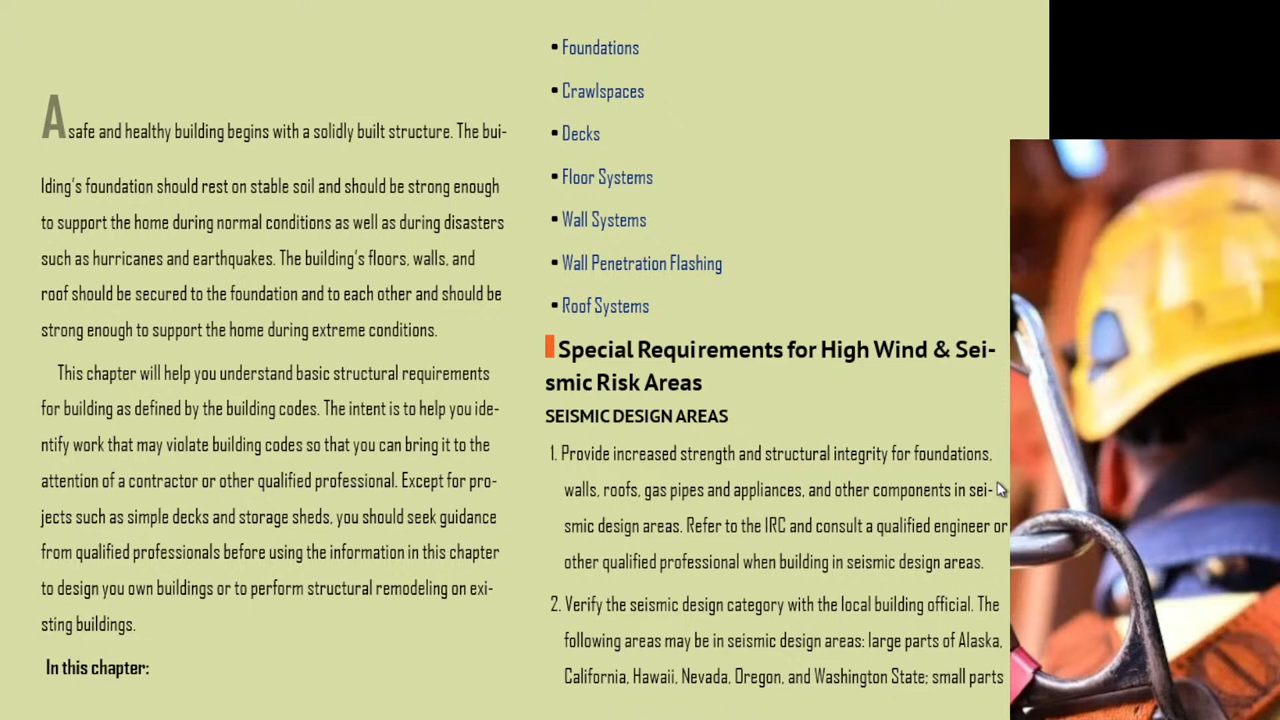 A safe and healthy building begins with a solidly built structure. The bui-
lding's foundation should rest on stable soil and should be strong enough
to support the home during normal conditions as well as during disasters
such as hurricanes and earthquakes. The building's floors, walls, and
roof should be secured to the foundation and to each other and should be
strong enough to support the home during extreme conditions.
This chapter will help you understand basic structural requirements
for building as defined by the building codes. The intent is to help you ide-
ntify work that may violate building codes so that you can bring it to the
attention of a contractor or other qualified professional. Except for pro-
jects such as simple decks and storage sheds, you should seek guidance
from qualified professionals before using the information in this chapter
to design you own buildings or to perform structural remodeling on exi-
sting buildings.
In this chapter:
▪ Foundations
▪ Crawlspaces
▪ Decks
▪ Floor Systems
▪ Wall Systems
▪ Wall Penetration Flashing
▪ Roof Systems
Special Requirements for High Wind & Sei-
smic Risk Areas
SEISMIC DESIGN AREAS
1. Provide increased strength and structural integrity for foundations,
walls, roofs, gas pipes and appliances, and other components in sei-
smic design areas. Refer to the IRC and consult a qualified engineer or
other qualified professional when building in seismic design areas.
2. Verify the seismic design category with the local building official. The
following areas may be in seismic design areas: large parts of Alaska,
California, Hawaii, Nevada, Oregon, and Washington State; small parts